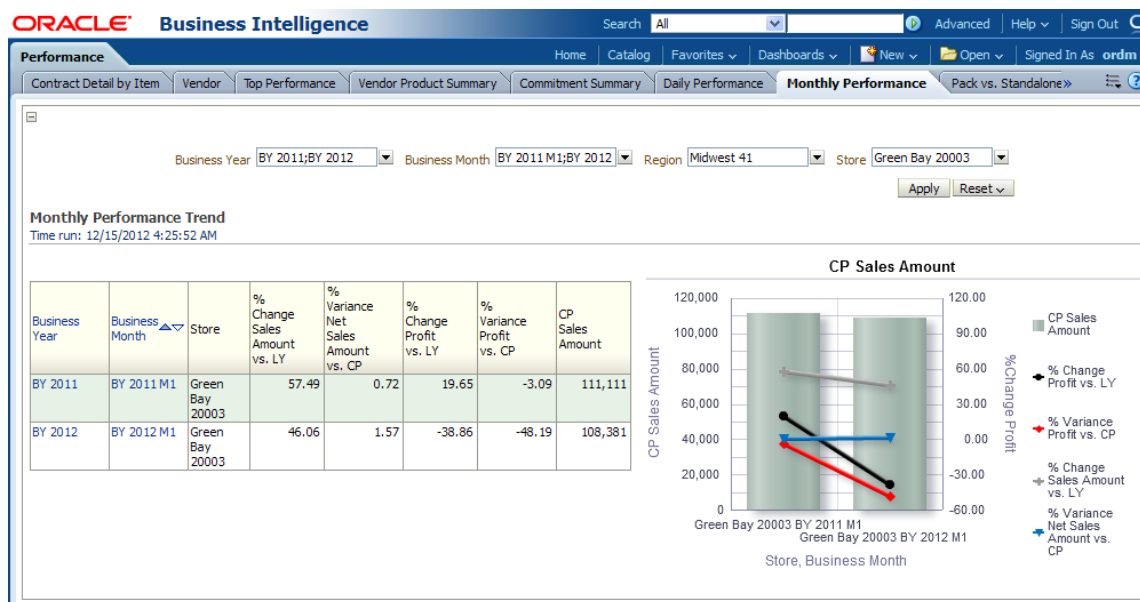 ORACLE Business Intelligence Search All Advanced Help Sign Out
Performance Home Catalog Favorites Dashboards New Open Signed In As ordm
Contract Detail by Item Vendor Top Performance Vendor Product Summary Commitment Summary Daily Performance Monthly Performance Pack vs. Standalone»
Business Year BY 2011;BY 2012 Business Month BY 2011 M1;BY 2012 Region Midwest 41 Store Green Bay 20003
Apply Reset
Monthly Performance Trend
Time run: 12/15/2012 4:25:52 AM
Business Year Business Month Store % Change Sales Amount vs. LY % Variance Net Sales Amount vs. CP % Change Profit vs. LY % Variance Profit vs. CP CP Sales Amount
BY 2011 BY 2011 M1 Green Bay 20003 57.49 0.72 19.65 -3.09 111,111
BY 2012 BY 2012 M1 Green Bay 20003 46.06 1.57 -38.86 -48.19 108,381
CP Sales Amount
120,000 120.00
100,000 90.00
80,000 60.00
60,000 30.00
40,000 0.00
20,000 -30.00
0 -60.00
CP Sales Amount
%Change Profit
Green Bay 20003 BY 2011 M1
Green Bay 20003 BY 2012 M1
Store, Business Month
CP Sales
Amount
% Change
Profit vs. LY
% Variance
Profit vs. CP
% Change
Sales Amount
vs. LY
% Variance
Net Sales
Amount vs.
CP